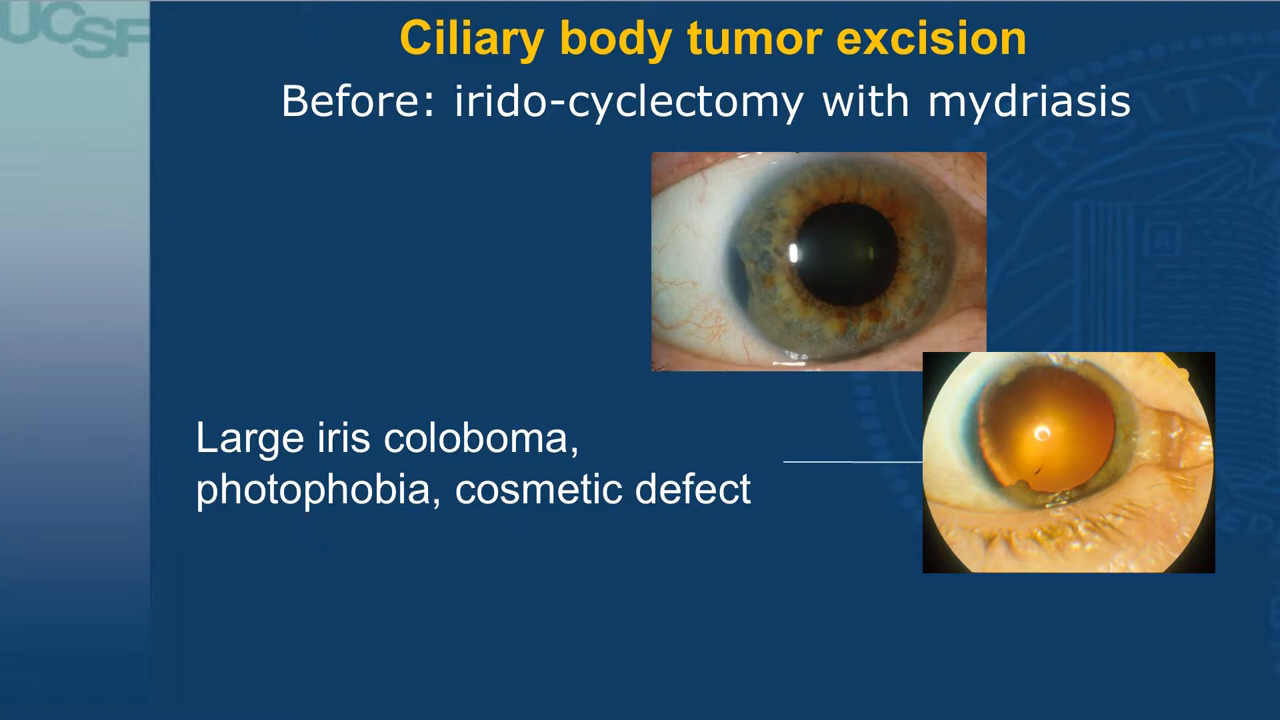 UCSF
Ciliary body tumor excision
Before: irido-cyclectomy with mydriasis
Large iris coloboma,
photophobia, cosmetic defect